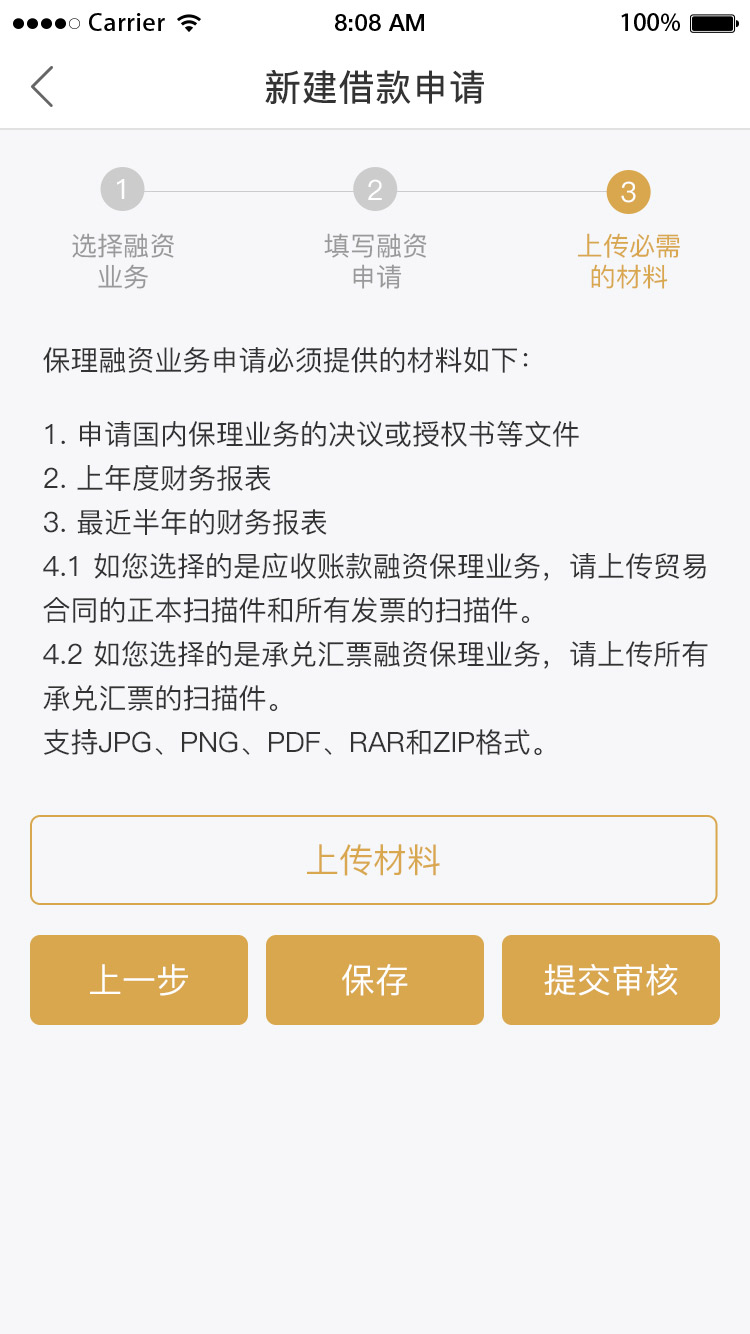 Carrier 8:08 AM 100%
新建借款申请
1 2 3
选择融资 填写融资 上传必需
业务 申请 的材料
保理融资业务申请必须提供的材料如下：
1. 申请国内保理业务的决议或授权书等文件
2. 上年度财务报表
3. 最近半年的财务报表
4.1 如您选择的是应收账款融资保理业务，请上传贸易
合同的正本扫描件和所有发票的扫描件。
4.2 如您选择的是承兑汇票融资保理业务，请上传所有
承兑汇票的扫描件。
支持JPG、PNG、PDF、RAR和ZIP格式。
上传材料
上一步 保存 提交审核